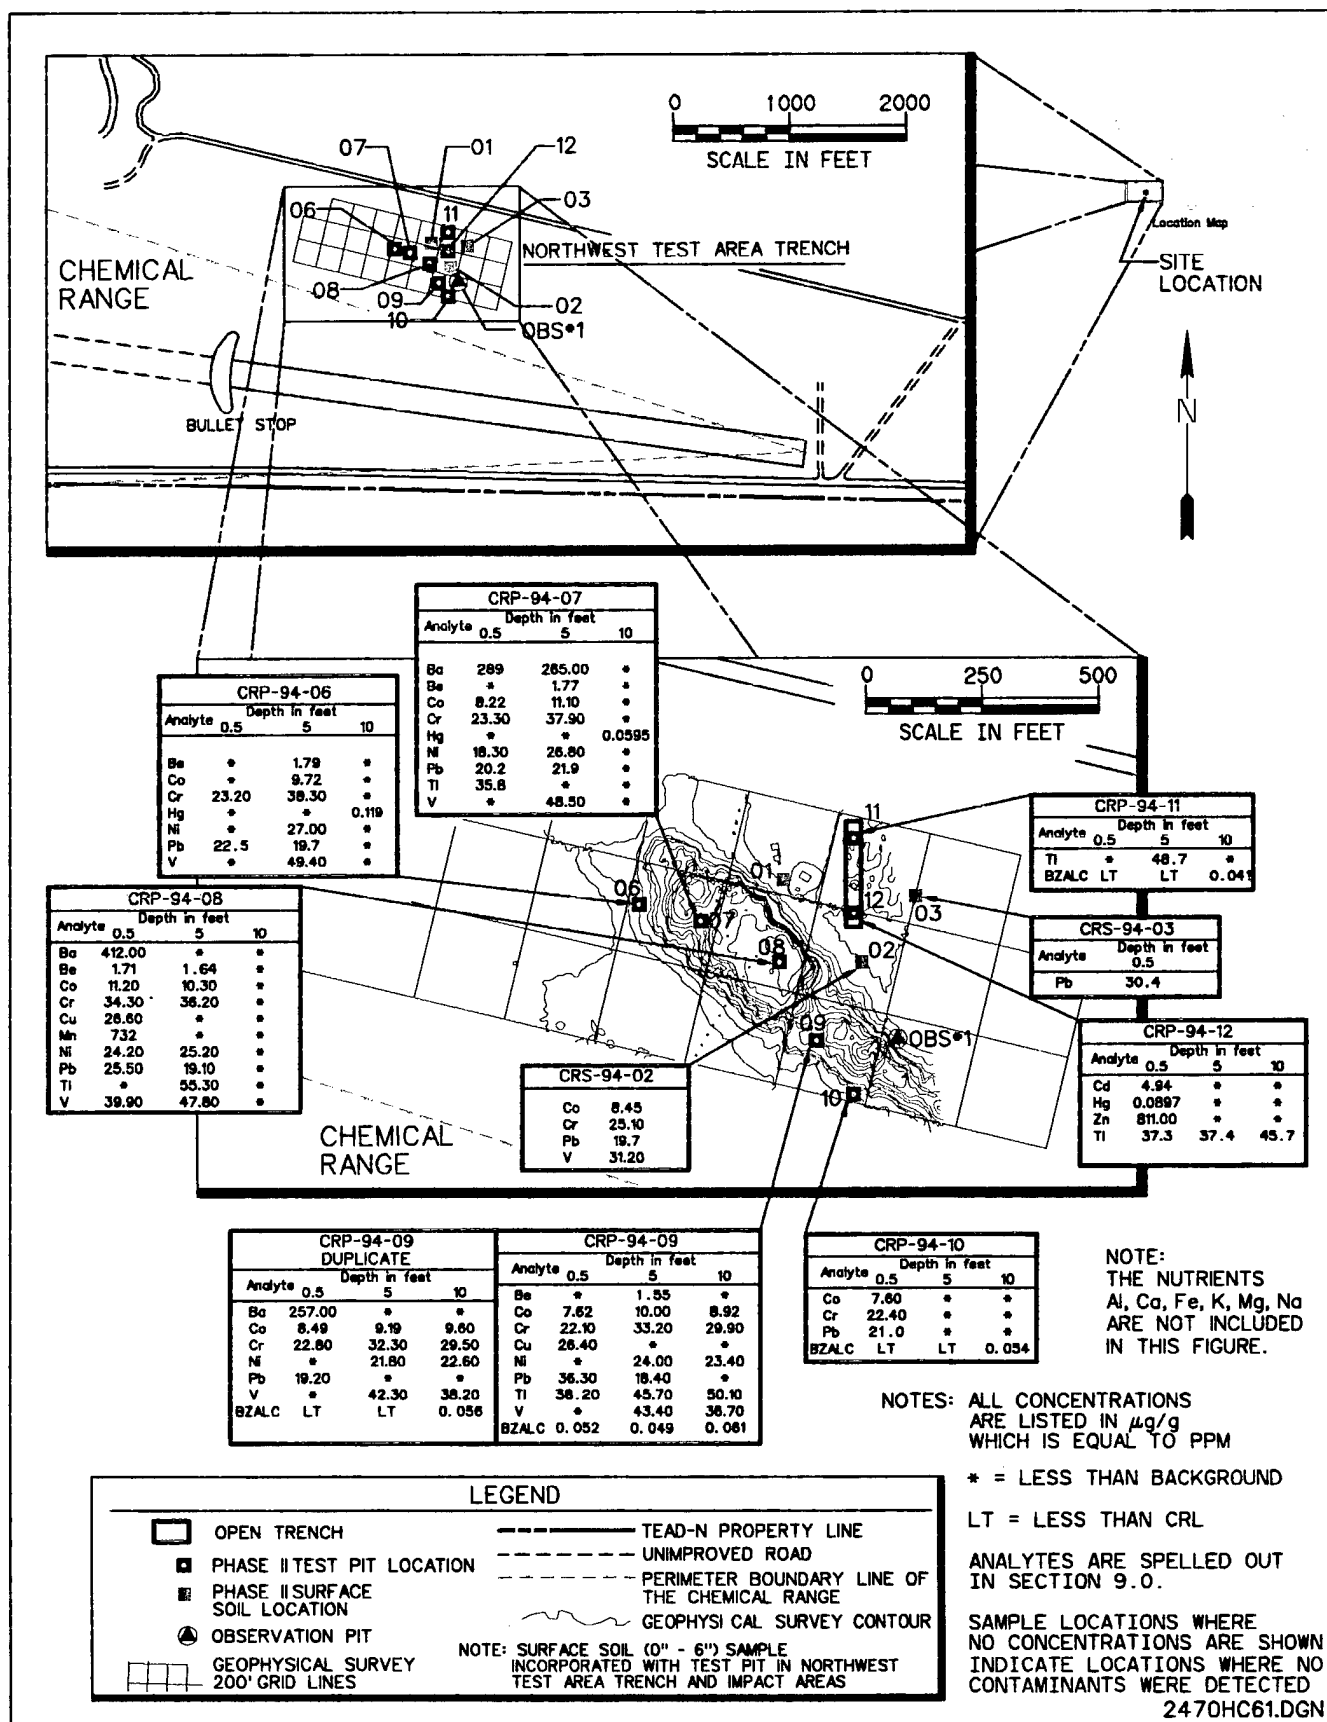 0 1000 2000
SCALE IN FEET
07 01 12
03
06 11
NORTHWEST TEST AREA TRENCH
CHEMICAL
RANGE
08
09 02
10
OBS*1
BULLET STOP
Location Map
SITE
LOCATION
N
CRP-94-07
Depth in feet
Analyte 0.5 5 10
Ba 289 265.00 *
Be * 1.77 *
Co 8.22 11.10 *
Cr 23.30 37.90 *
Hg * * 0.0595
Ni 18.30 26.80 *
Pb 20.2 21.9 *
Tl 35.8 * *
V * 48.50 *
CRP-94-06
Depth in feet
Analyte 0.5 5 10
Be * 1.79 *
Co * 9.72 *
Cr 23.20 38.30 *
Hg * * 0.119
Ni * 27.00 *
Pb 22.5 19.7 *
V * 49.40 *
0 250 500
SCALE IN FEET
CRP-94-11
Depth in feet
Analyte 0.5 5 10
Tl * 48.7 *
BZALC LT LT 0.041
CRP-94-08
Depth in feet
Analyte 0.5 5 10
Ba 412.00 * *
Be 1.71 1.64 *
Co 11.20 10.30 *
Cr 34.30 36.20 *
Cu 26.60 * *
Mn 732 * *
Ni 24.20 25.20 *
Pb 25.50 19.10 *
Tl * 55.30 *
V 39.90 47.80 *
11
01
06 12 03
07
08 02
09 OBS*1
10
CRS-94-03
Depth in feet
Analyte 0.5
Pb 30.4
CRP-94-12
Depth in feet
Analyte 0.5 5 10
Cd 4.94 * *
Hg 0.0897 * *
Zn 811.00 * *
Tl 37.3 37.4 45.7
CRS-94-02
Co 8.45
Cr 25.10
Pb 19.7
V 31.20
CHEMICAL
RANGE
CRP-94-09
DUPLICATE
Depth in feet
Analyte 0.5 5 10
Ba 257.00 * *
Co 8.49 9.19 9.60
Cr 22.80 32.30 29.50
Ni * 21.80 22.60
Pb 19.20 * *
V * 42.30 38.20
BZALC LT LT 0.056
CRP-94-09
Depth in feet
Analyte 0.5 5 10
Be * 1.55 *
Co 7.62 10.00 8.92
Cr 22.10 33.20 29.90
Cu 26.40 * *
Ni * 24.00 23.40
Pb 36.30 18.40 *
Tl 38.20 45.70 50.10
V * 43.40 38.70
BZALC 0.052 0.049 0.061
CRP-94-10
Depth in feet
Analyte 0.5 5 10
Co 7.60 * *
Cr 22.40 * *
Pb 21.0 * *
BZALC LT LT 0.054
NOTE:
THE NUTRIENTS
Al, Ca, Fe, K, Mg, Na
ARE NOT INCLUDED
IN THIS FIGURE.
NOTES: ALL CONCENTRATIONS
ARE LISTED IN µg/g
WHICH IS EQUAL TO PPM
* = LESS THAN BACKGROUND
LT = LESS THAN CRL
ANALYTES ARE SPELLED OUT
IN SECTION 9.0.
SAMPLE LOCATIONS WHERE
NO CONCENTRATIONS ARE SHOWN
INDICATE LOCATIONS WHERE NO
CONTAMINANTS WERE DETECTED
2470HC61.DGN
LEGEND
OPEN TRENCH
PHASE II TEST PIT LOCATION
PHASE II SURFACE
SOIL LOCATION
OBSERVATION PIT
GEOPHYSICAL SURVEY
200' GRID LINES
TEAD-N PROPERTY LINE
UNIMPROVED ROAD
PERIMETER BOUNDARY LINE OF
THE CHEMICAL RANGE
GEOPHYSICAL SURVEY CONTOUR
NOTE: SURFACE SOIL (0" - 6") SAMPLE
INCORPORATED WITH TEST PIT IN NORTHWEST
TEST AREA TRENCH AND IMPACT AREAS